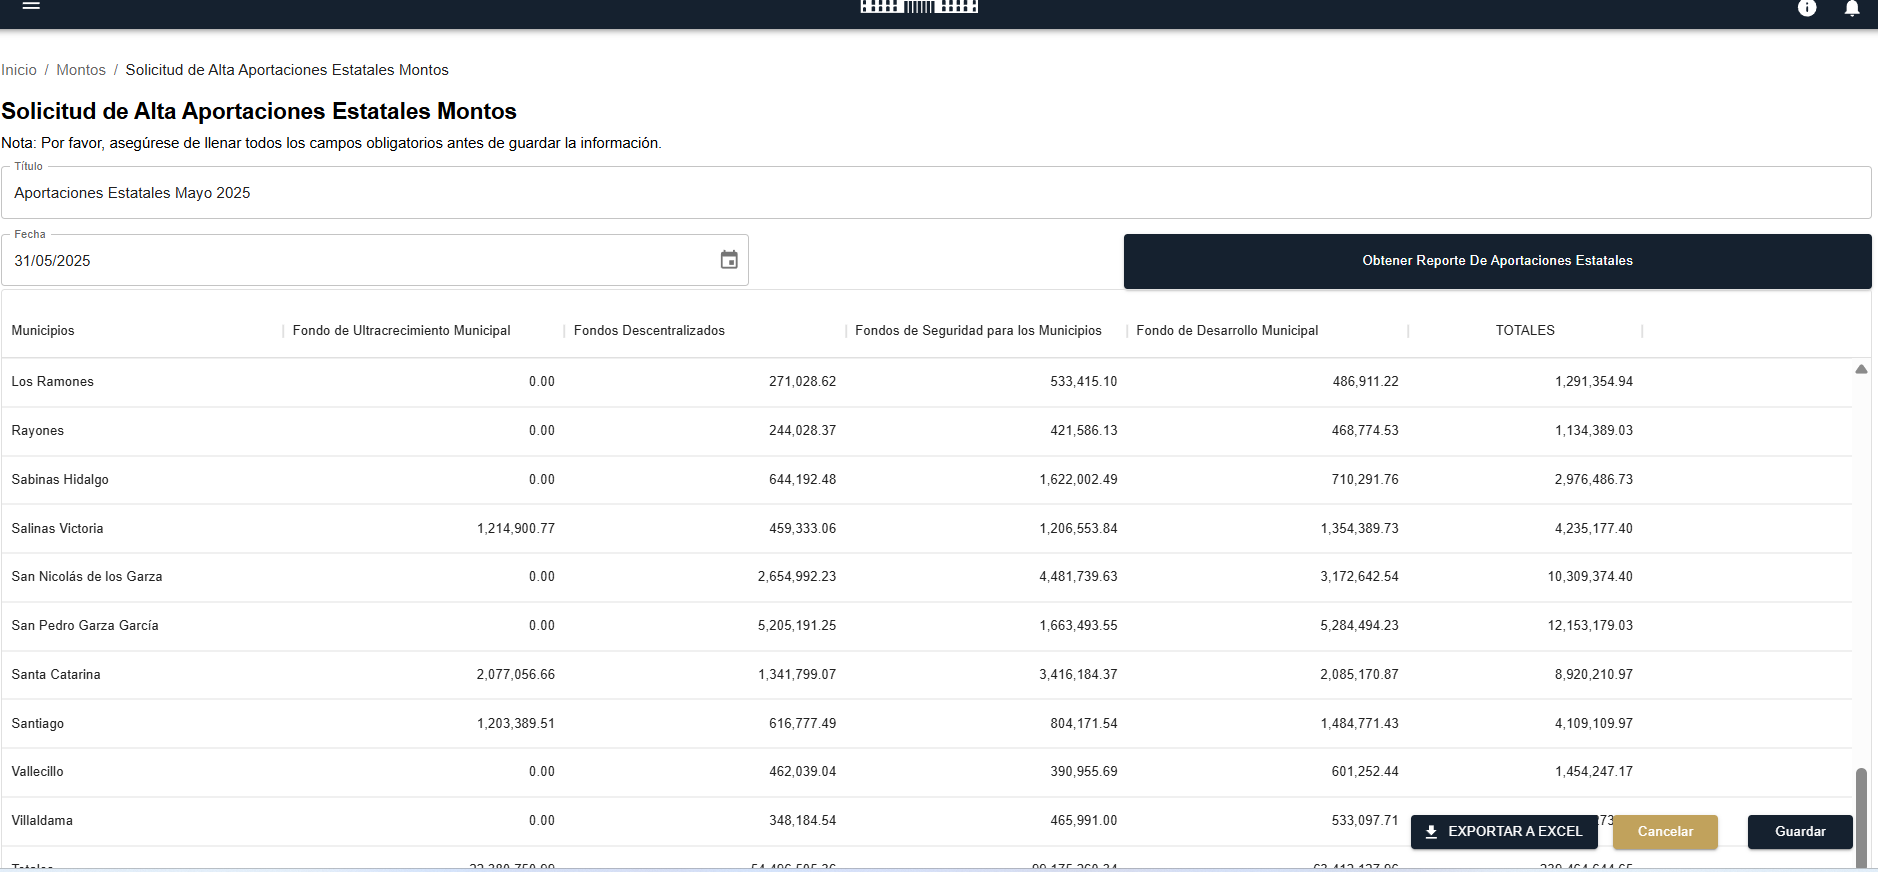 Inicio / Montos / Solicitud de Alta Aportaciones Estatales Montos
Solicitud de Alta Aportaciones Estatales Montos
Nota: Por favor, asegúrese de llenar todos los campos obligatorios antes de guardar la información.
Título
Aportaciones Estatales Mayo 2025
Fecha
31/05/2025
Obtener Reporte De Aportaciones Estatales
Municipios Fondo de Ultracrecimiento Municipal Fondos Descentralizados Fondos de Seguridad para los Municipios Fondo de Desarrollo Municipal TOTALES
Los Ramones 0.00 271,028.62 533,415.10 486,911.22 1,291,354.94
Rayones 0.00 244,028.37 421,586.13 468,774.53 1,134,389.03
Sabinas Hidalgo 0.00 644,192.48 1,622,002.49 710,291.76 2,976,486.73
Salinas Victoria 1,214,900.77 459,333.06 1,206,553.84 1,354,389.73 4,235,177.40
San Nicolás de los Garza 0.00 2,654,992.23 4,481,739.63 3,172,642.54 10,309,374.40
San Pedro Garza García 0.00 5,205,191.25 1,663,493.55 5,284,494.23 12,153,179.03
Santa Catarina 2,077,056.66 1,341,799.07 3,416,184.37 2,085,170.87 8,920,210.97
Santiago 1,203,389.51 616,777.49 804,171.54 1,484,771.43 4,109,109.97
Vallecillo 0.00 462,039.04 390,955.69 601,252.44 1,454,247.17
Villaldama 0.00 348,184.54 465,991.00 533,097.71
EXPORTAR A EXCEL Cancelar Guardar
Totales